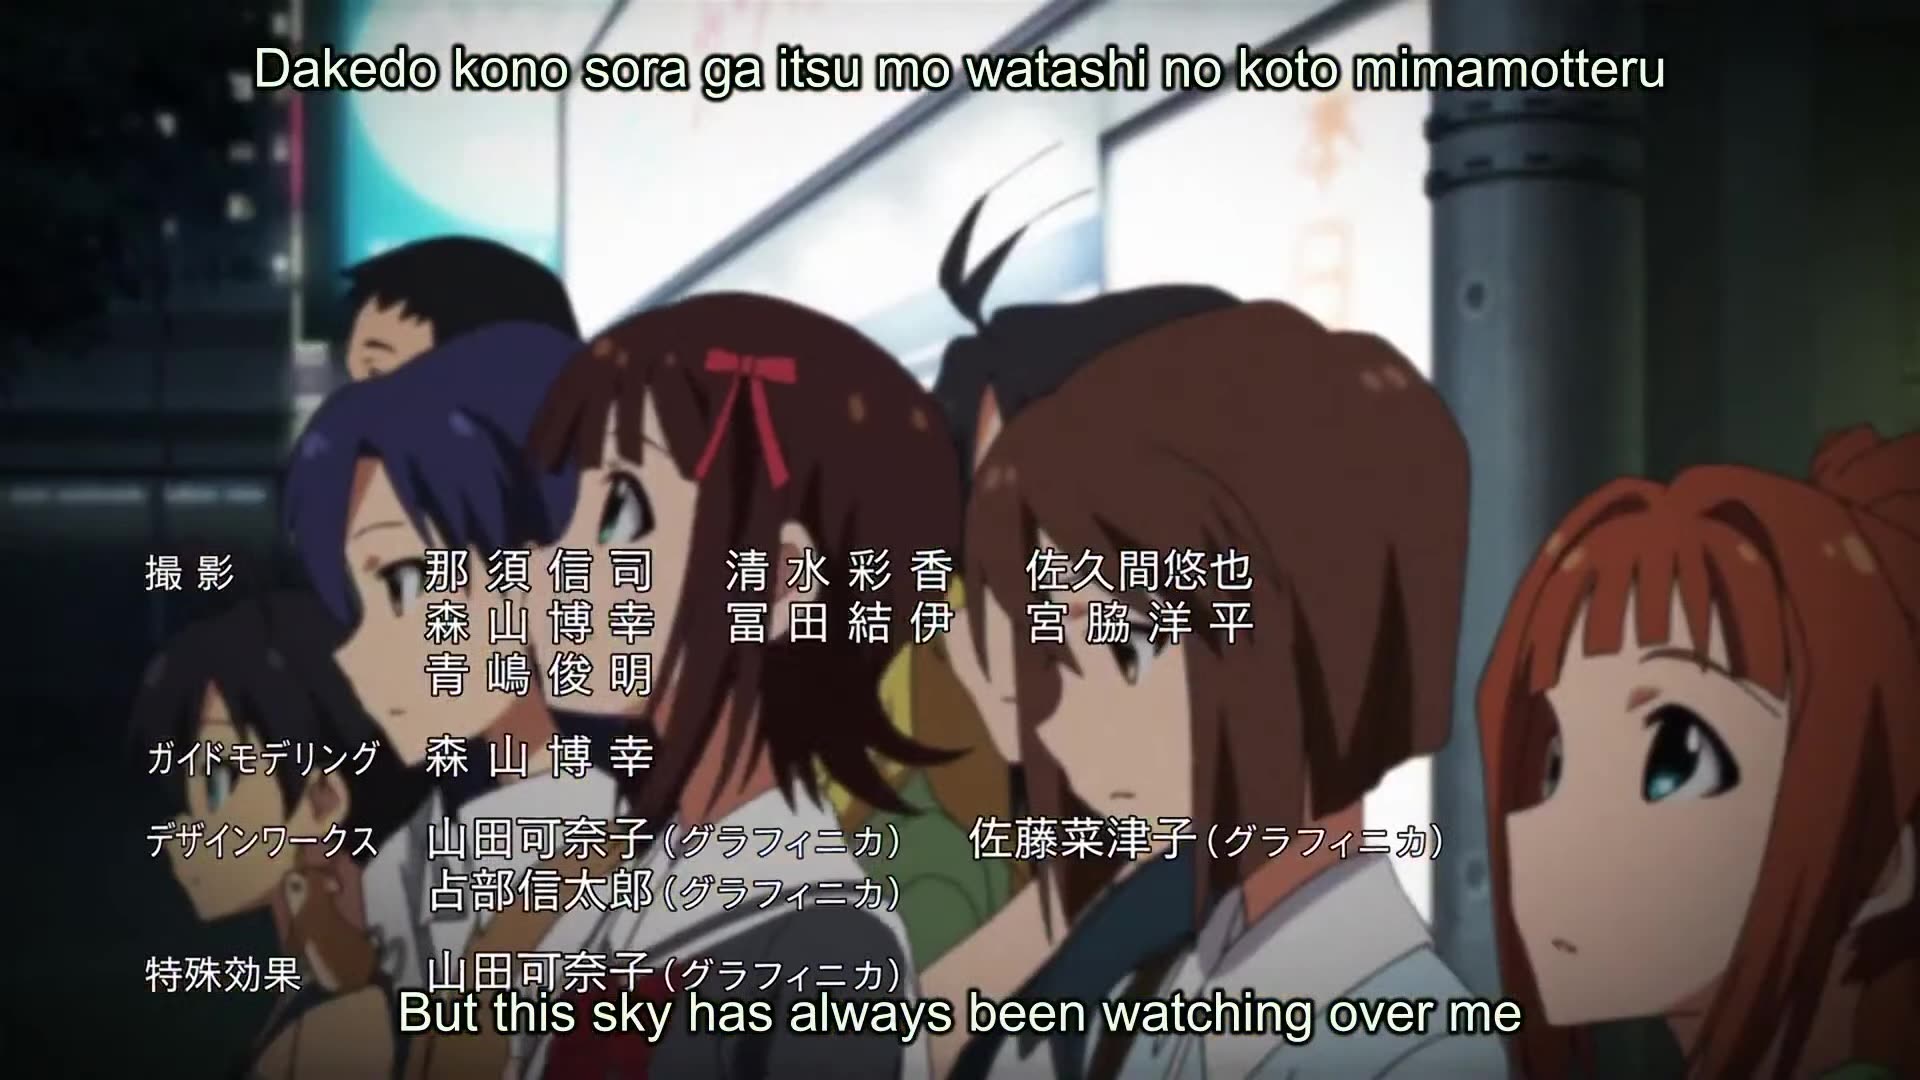 Dakedo kono sora ga itsu mo watashi no koto mimamotteru
撮影 那須信司 清水彩香 佐久間悠也
森山博幸 冨田結伊 宮脇洋平
青嶋俊明
ガイドモデリング 森山博幸
デザインワークス 山田可奈子(グラフィニカ) 佐藤菜津子(グラフィニカ)
占部信太郎(グラフィニカ)
特殊効果 山田可奈子(グラフィニカ)
But this sky has always been watching over me